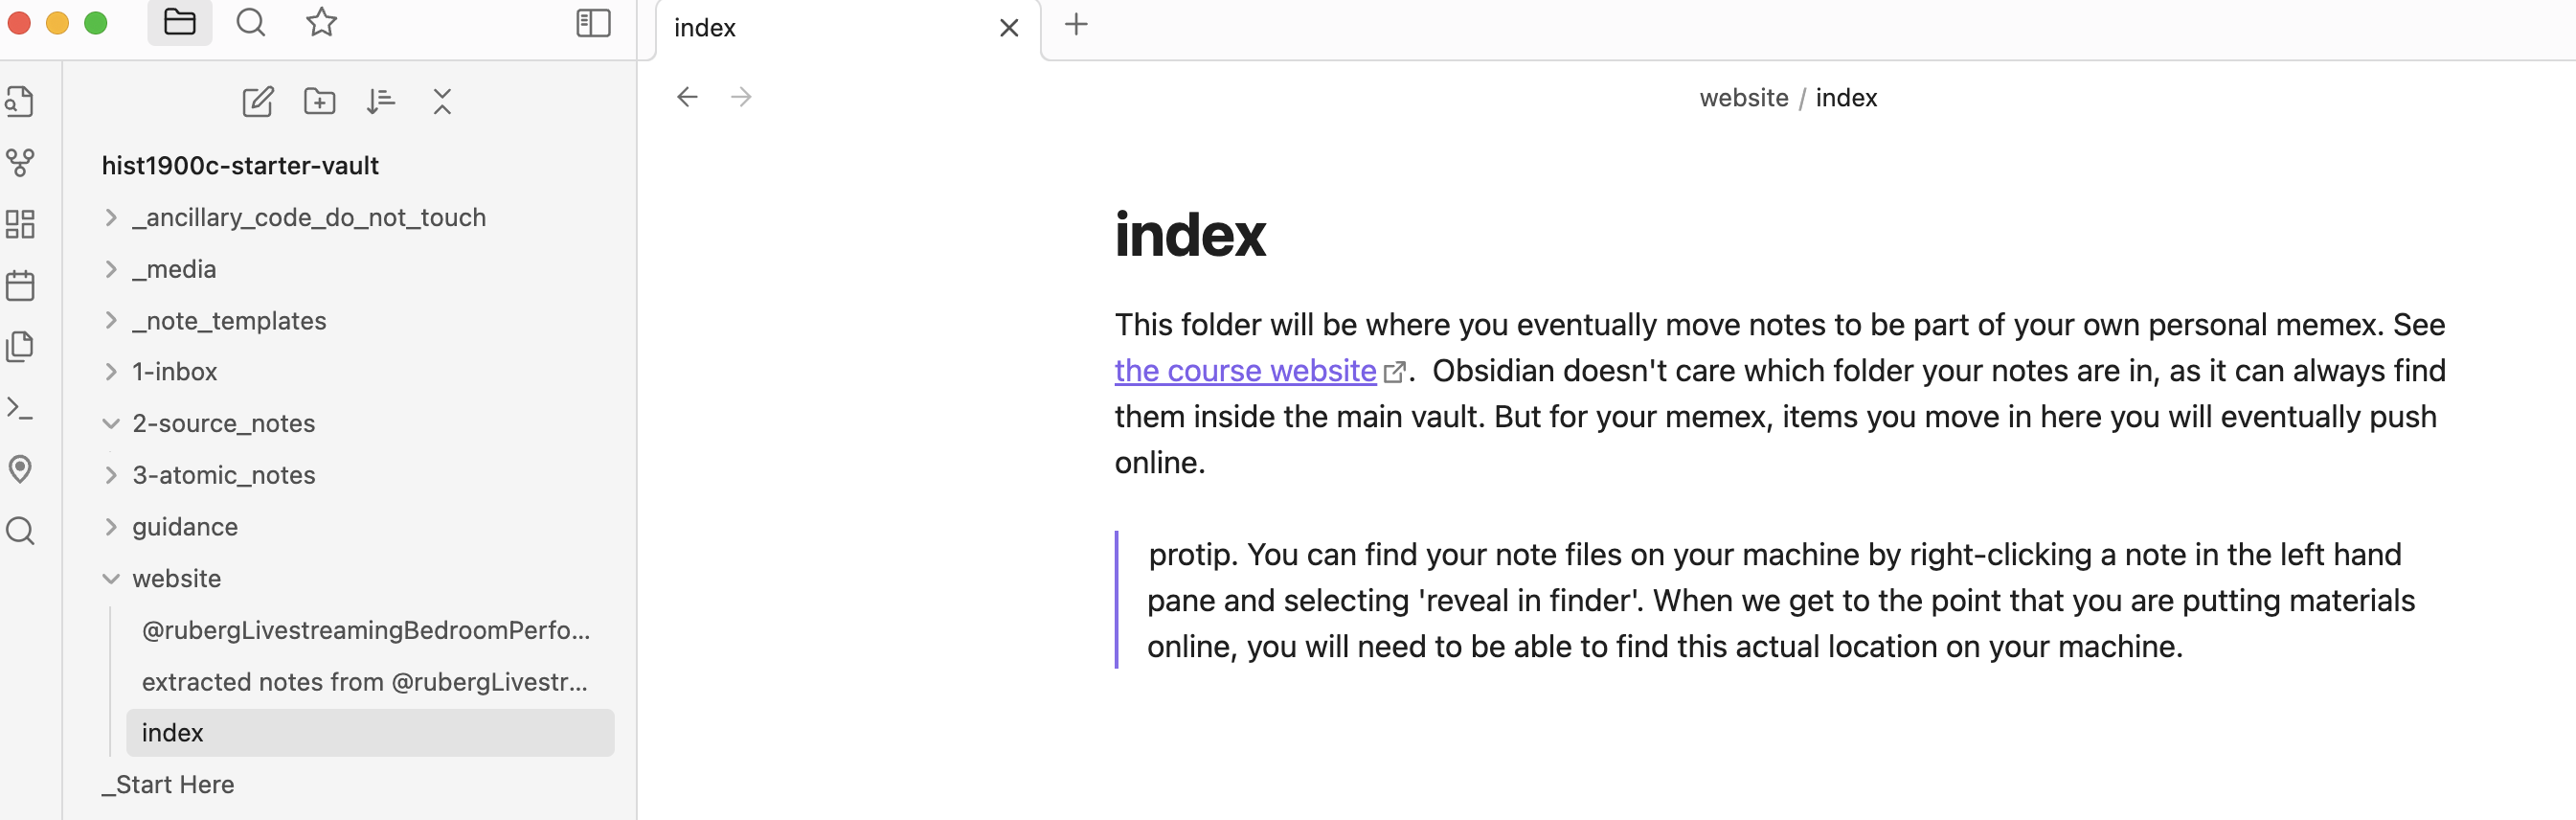 index
website / index
hist1900c-starter-vault
_ancillary_code_do_not_touch
_media
_note_templates
1-inbox
2-source_notes
3-atomic_notes
guidance
website
@rubergLivestreamingBedroomPerfo...
extracted notes from @rubergLivestr...
index
_Start Here
index
This folder will be where you eventually move notes to be part of your own personal memex. See
the course website. Obsidian doesn't care which folder your notes are in, as it can always find
them inside the main vault. But for your memex, items you move in here you will eventually push
online.
protip. You can find your note files on your machine by right-clicking a note in the left hand
pane and selecting 'reveal in finder'. When we get to the point that you are putting materials
online, you will need to be able to find this actual location on your machine.